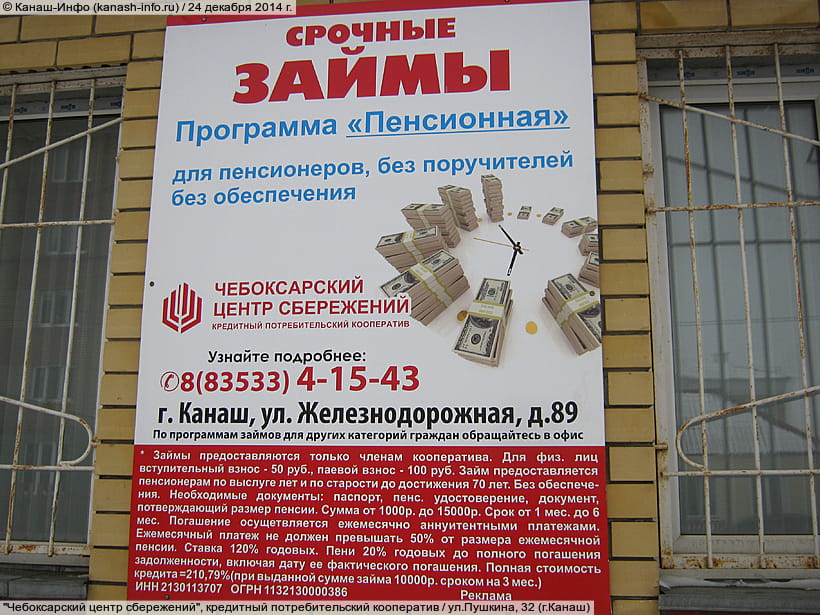 © Канаш-Инфо (kanash-info.ru) / 24 декабря 2014 г.
СРОЧНЫЕ
ЗАЙМЫ
Программа «Пенсионная»
для пенсионеров, без поручителей
без обеспечения
ЧЕБОКСАРСКИЙ
ЦЕНТР СБЕРЕЖЕНИЙ
КРЕДИТНЫЙ ПОТРЕБИТЕЛЬСКИЙ КООПЕРАТИВ
Узнайте подробнее:
✆8(83533) 4-15-43
г. Канаш, ул. Железнодорожная, д.89
По программам займов для других категорий граждан обращайтесь в офис
* Займы предоставляются только членам кооператива. Для физ. лиц
вступительный взнос - 50 руб., паевой взнос - 100 руб. Займ предоставляется
пенсионерам по выслуге лет и по старости до достижения 70 лет. Без обеспече-
ния. Необходимые документы: паспорт, пенс. удостоверение, документ,
потверждающий размер пенсии. Сумма от 1000р. до 15000р. Срок от 1 мес. до 6
мес. Погашение осущетвляется ежемесячно аннуитентными платежами.
Ежемесячный платеж не должен превышать 50% от размера ежемесячной
пенсии. Ставка 120% годовых. Пени 20% годовых до полного погашения
задолженности, включая дату ее фактического погашения. Полная стоимость
кредита =210,79%(при выданной сумме займа 10000р. сроком на 3 мес.)
ИНН 2130113707 ОГРН 1132130000386 Реклама
"Чебоксарский центр сбережений", кредитный потребительский кооператив / ул.Пушкина, 32 (г.Канаш)